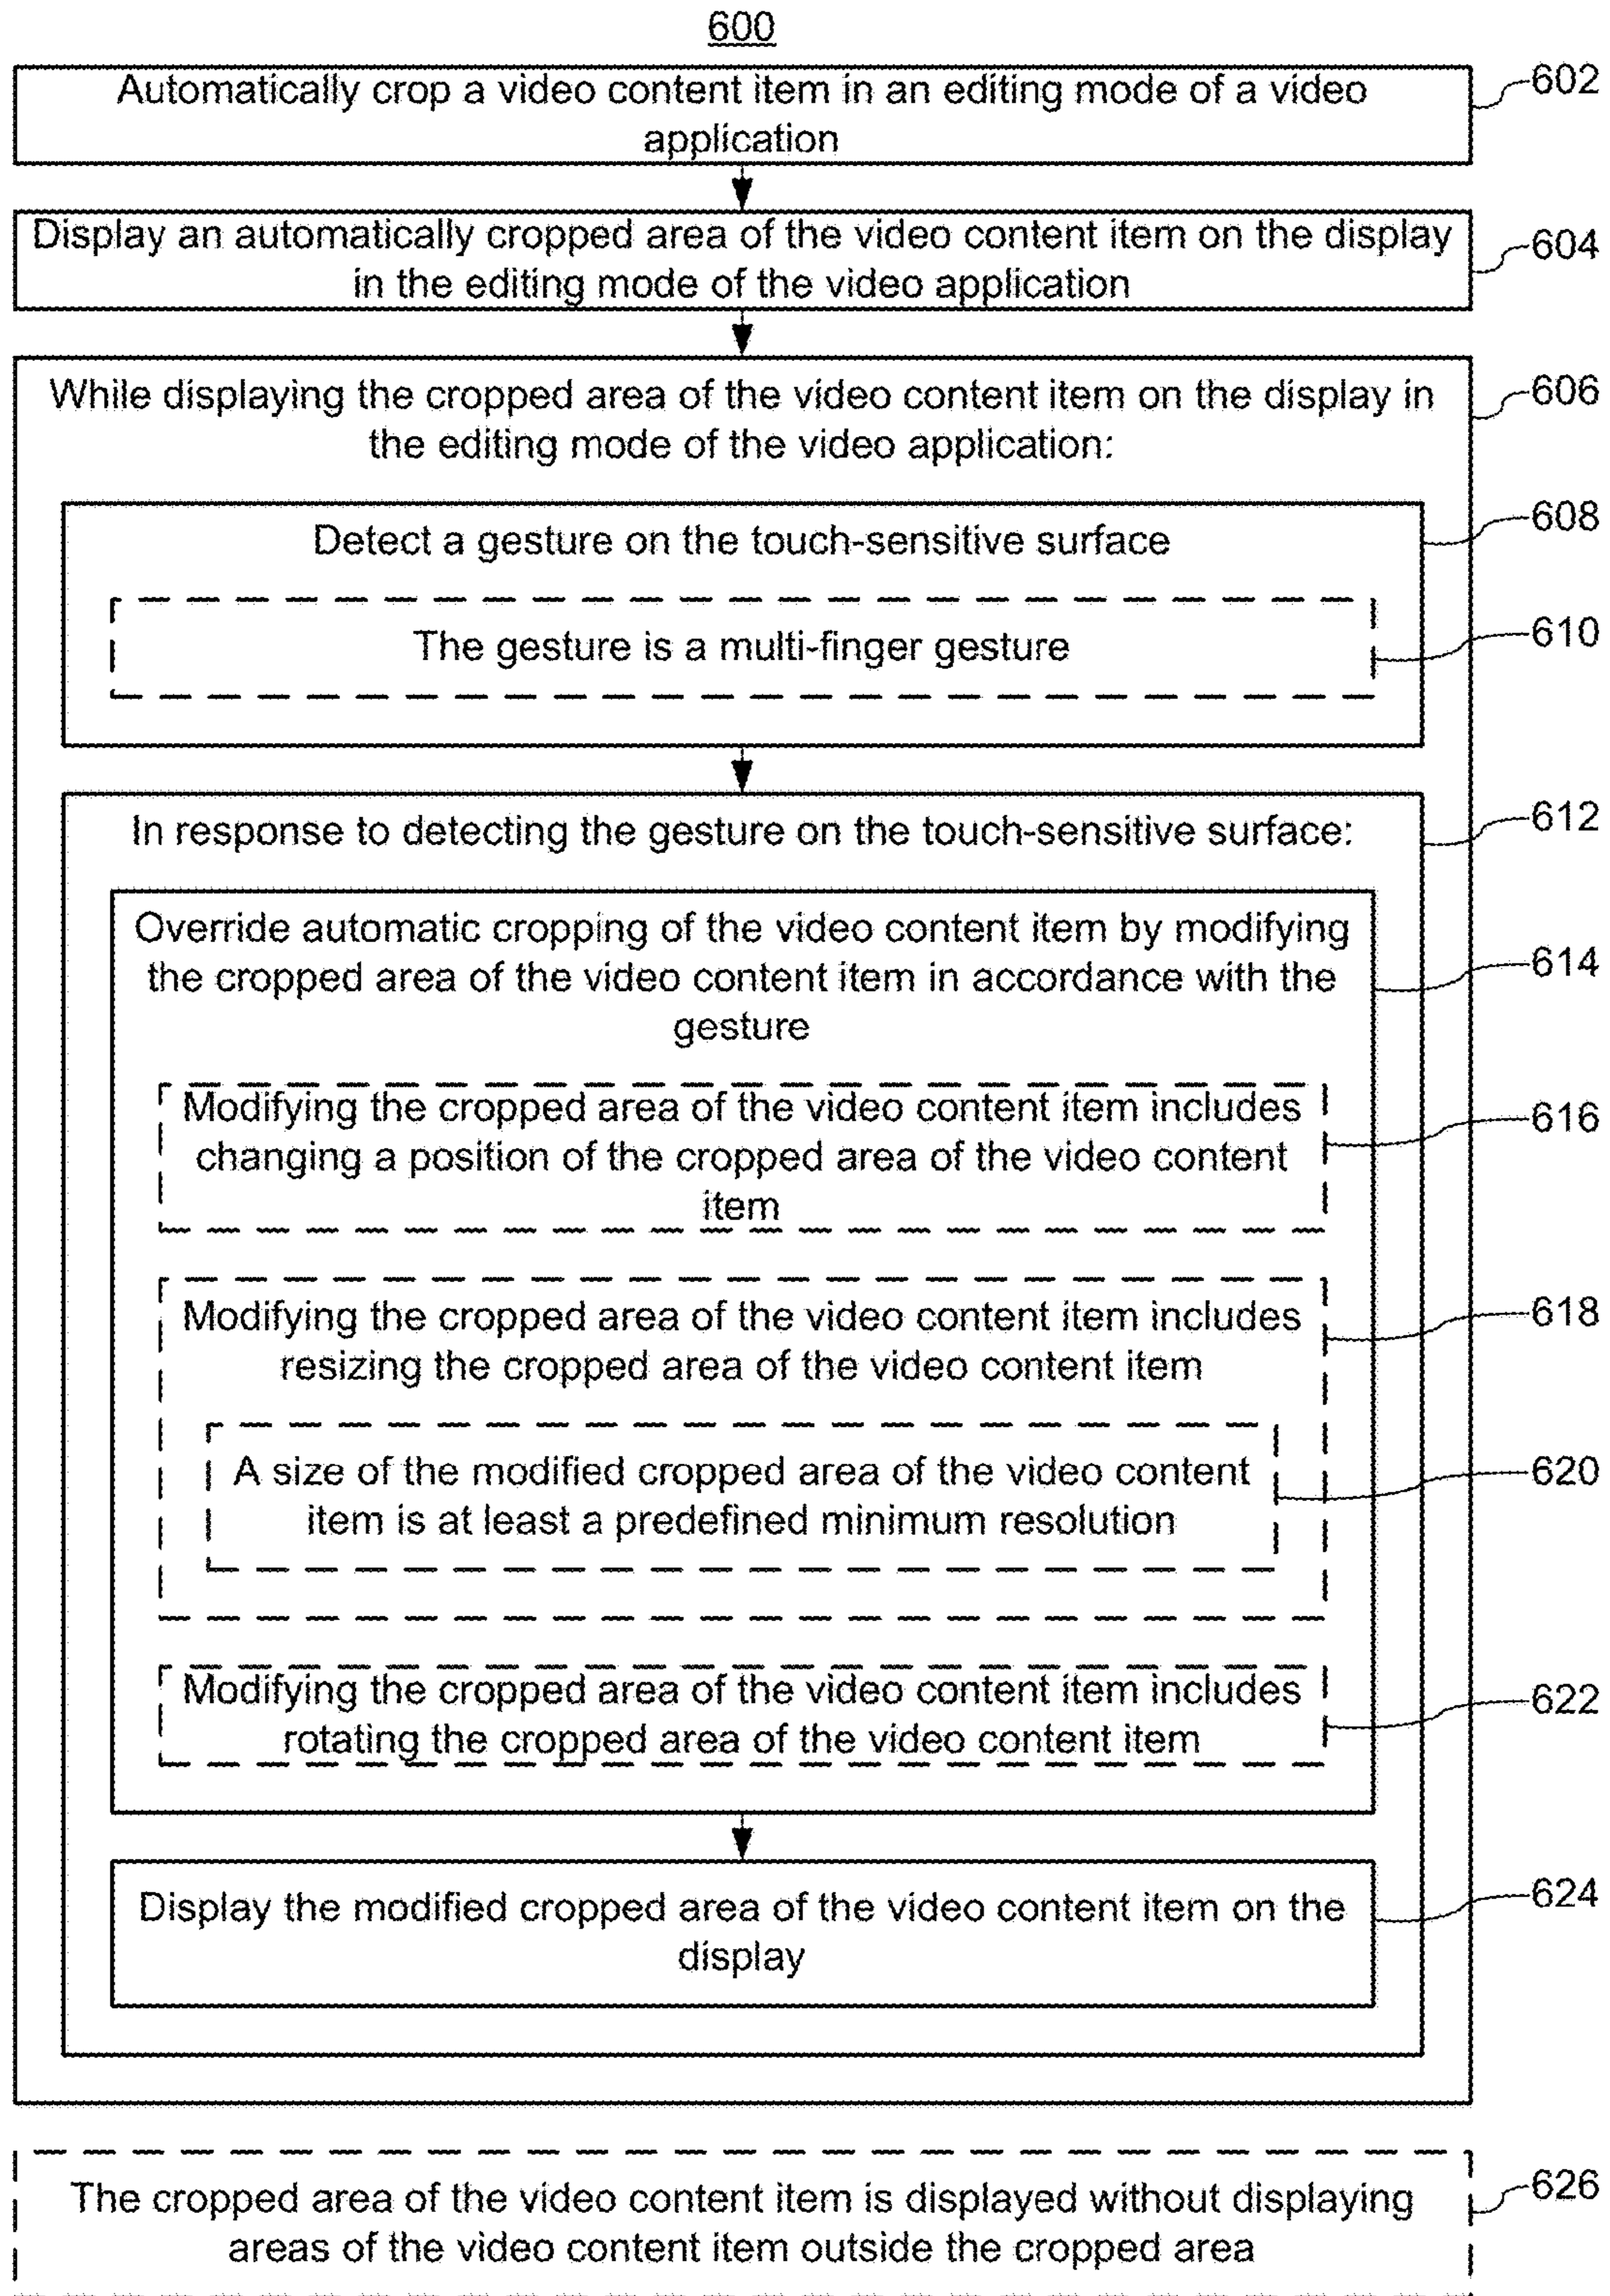 600
Automatically crop a video content item in an editing mode of a video
application
602
Display an automatically cropped area of the video content item on the display
in the editing mode of the video application
604
While displaying the cropped area of the video content item on the display in
the editing mode of the video application:
606
Detect a gesture on the touch-sensitive surface
608
The gesture is a multi-finger gesture
610
In response to detecting the gesture on the touch-sensitive surface:
612
Override automatic cropping of the video content item by modifying
the cropped area of the video content item in accordance with the
gesture
614
Modifying the cropped area of the video content item includes
changing a position of the cropped area of the video content
item
616
Modifying the cropped area of the video content item includes
resizing the cropped area of the video content item
618
A size of the modified cropped area of the video content
item is at least a predefined minimum resolution
620
Modifying the cropped area of the video content item includes
rotating the cropped area of the video content item
622
Display the modified cropped area of the video content item on the
display
624
The cropped area of the video content item is displayed without displaying
areas of the video content item outside the cropped area
626